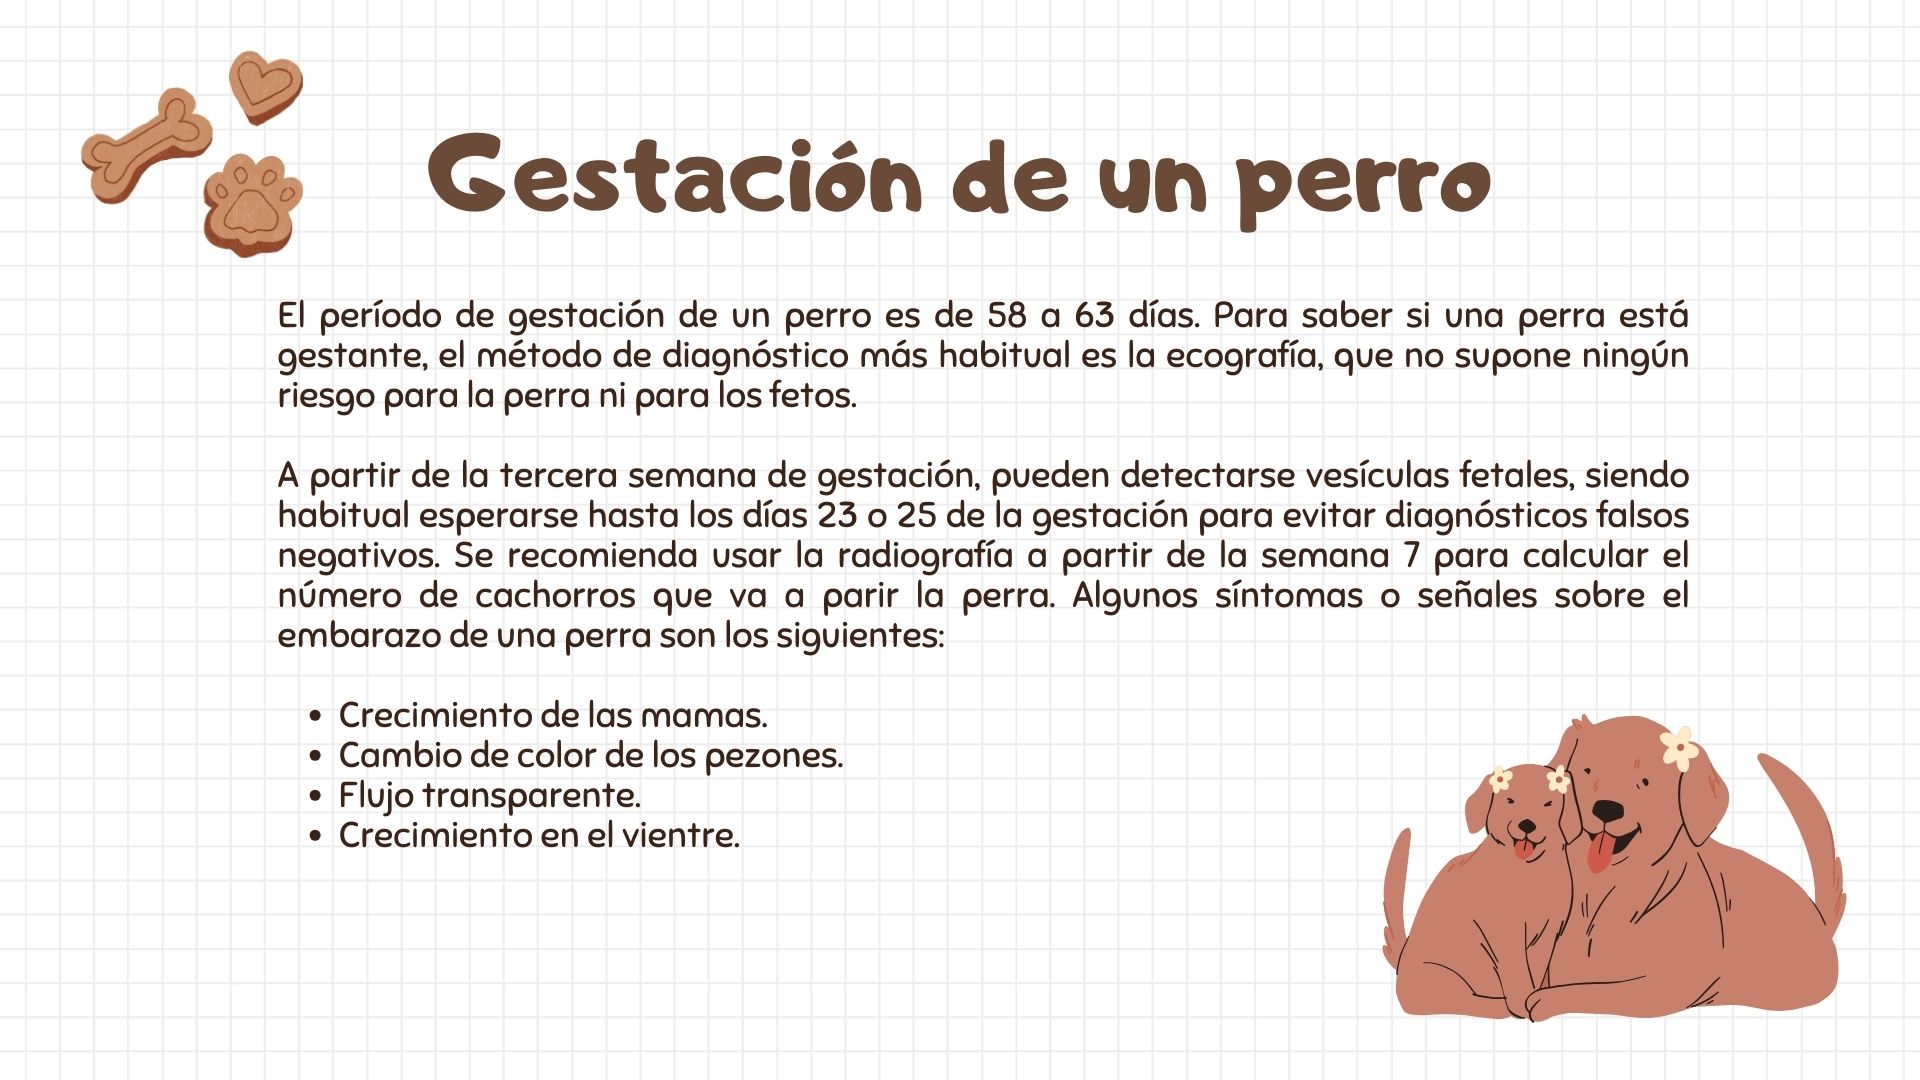 Gestación de un perro
El período de gestación de un perro es de 58 a 63 días. Para saber si una perra está
gestante, el método de diagnóstico más habitual es la ecografía, que no supone ningún
riesgo para la perra ni para los fetos.
A partir de la tercera semana de gestación, pueden detectarse vesículas fetales, siendo
habitual esperarse hasta los días 23 o 25 de la gestación para evitar diagnósticos falsos
negativos. Se recomienda usar la radiografía a partir de la semana 7 para calcular el
número de cachorros que va a parir la perra. Algunos síntomas o señales sobre el
embarazo de una perra son los siguientes:
• Crecimiento de las mamas.
• Cambio de color de los pezones.
• Flujo transparente.
• Crecimiento en el vientre.